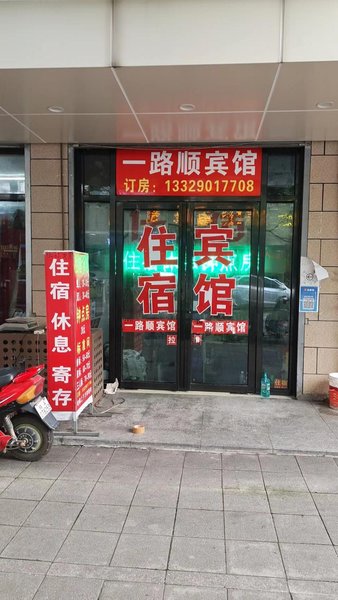 一路顺宾馆
订房：13329017708
住宿
宾馆
一路顺宾馆
一路顺宾馆
拉
住宿 休息 寄存